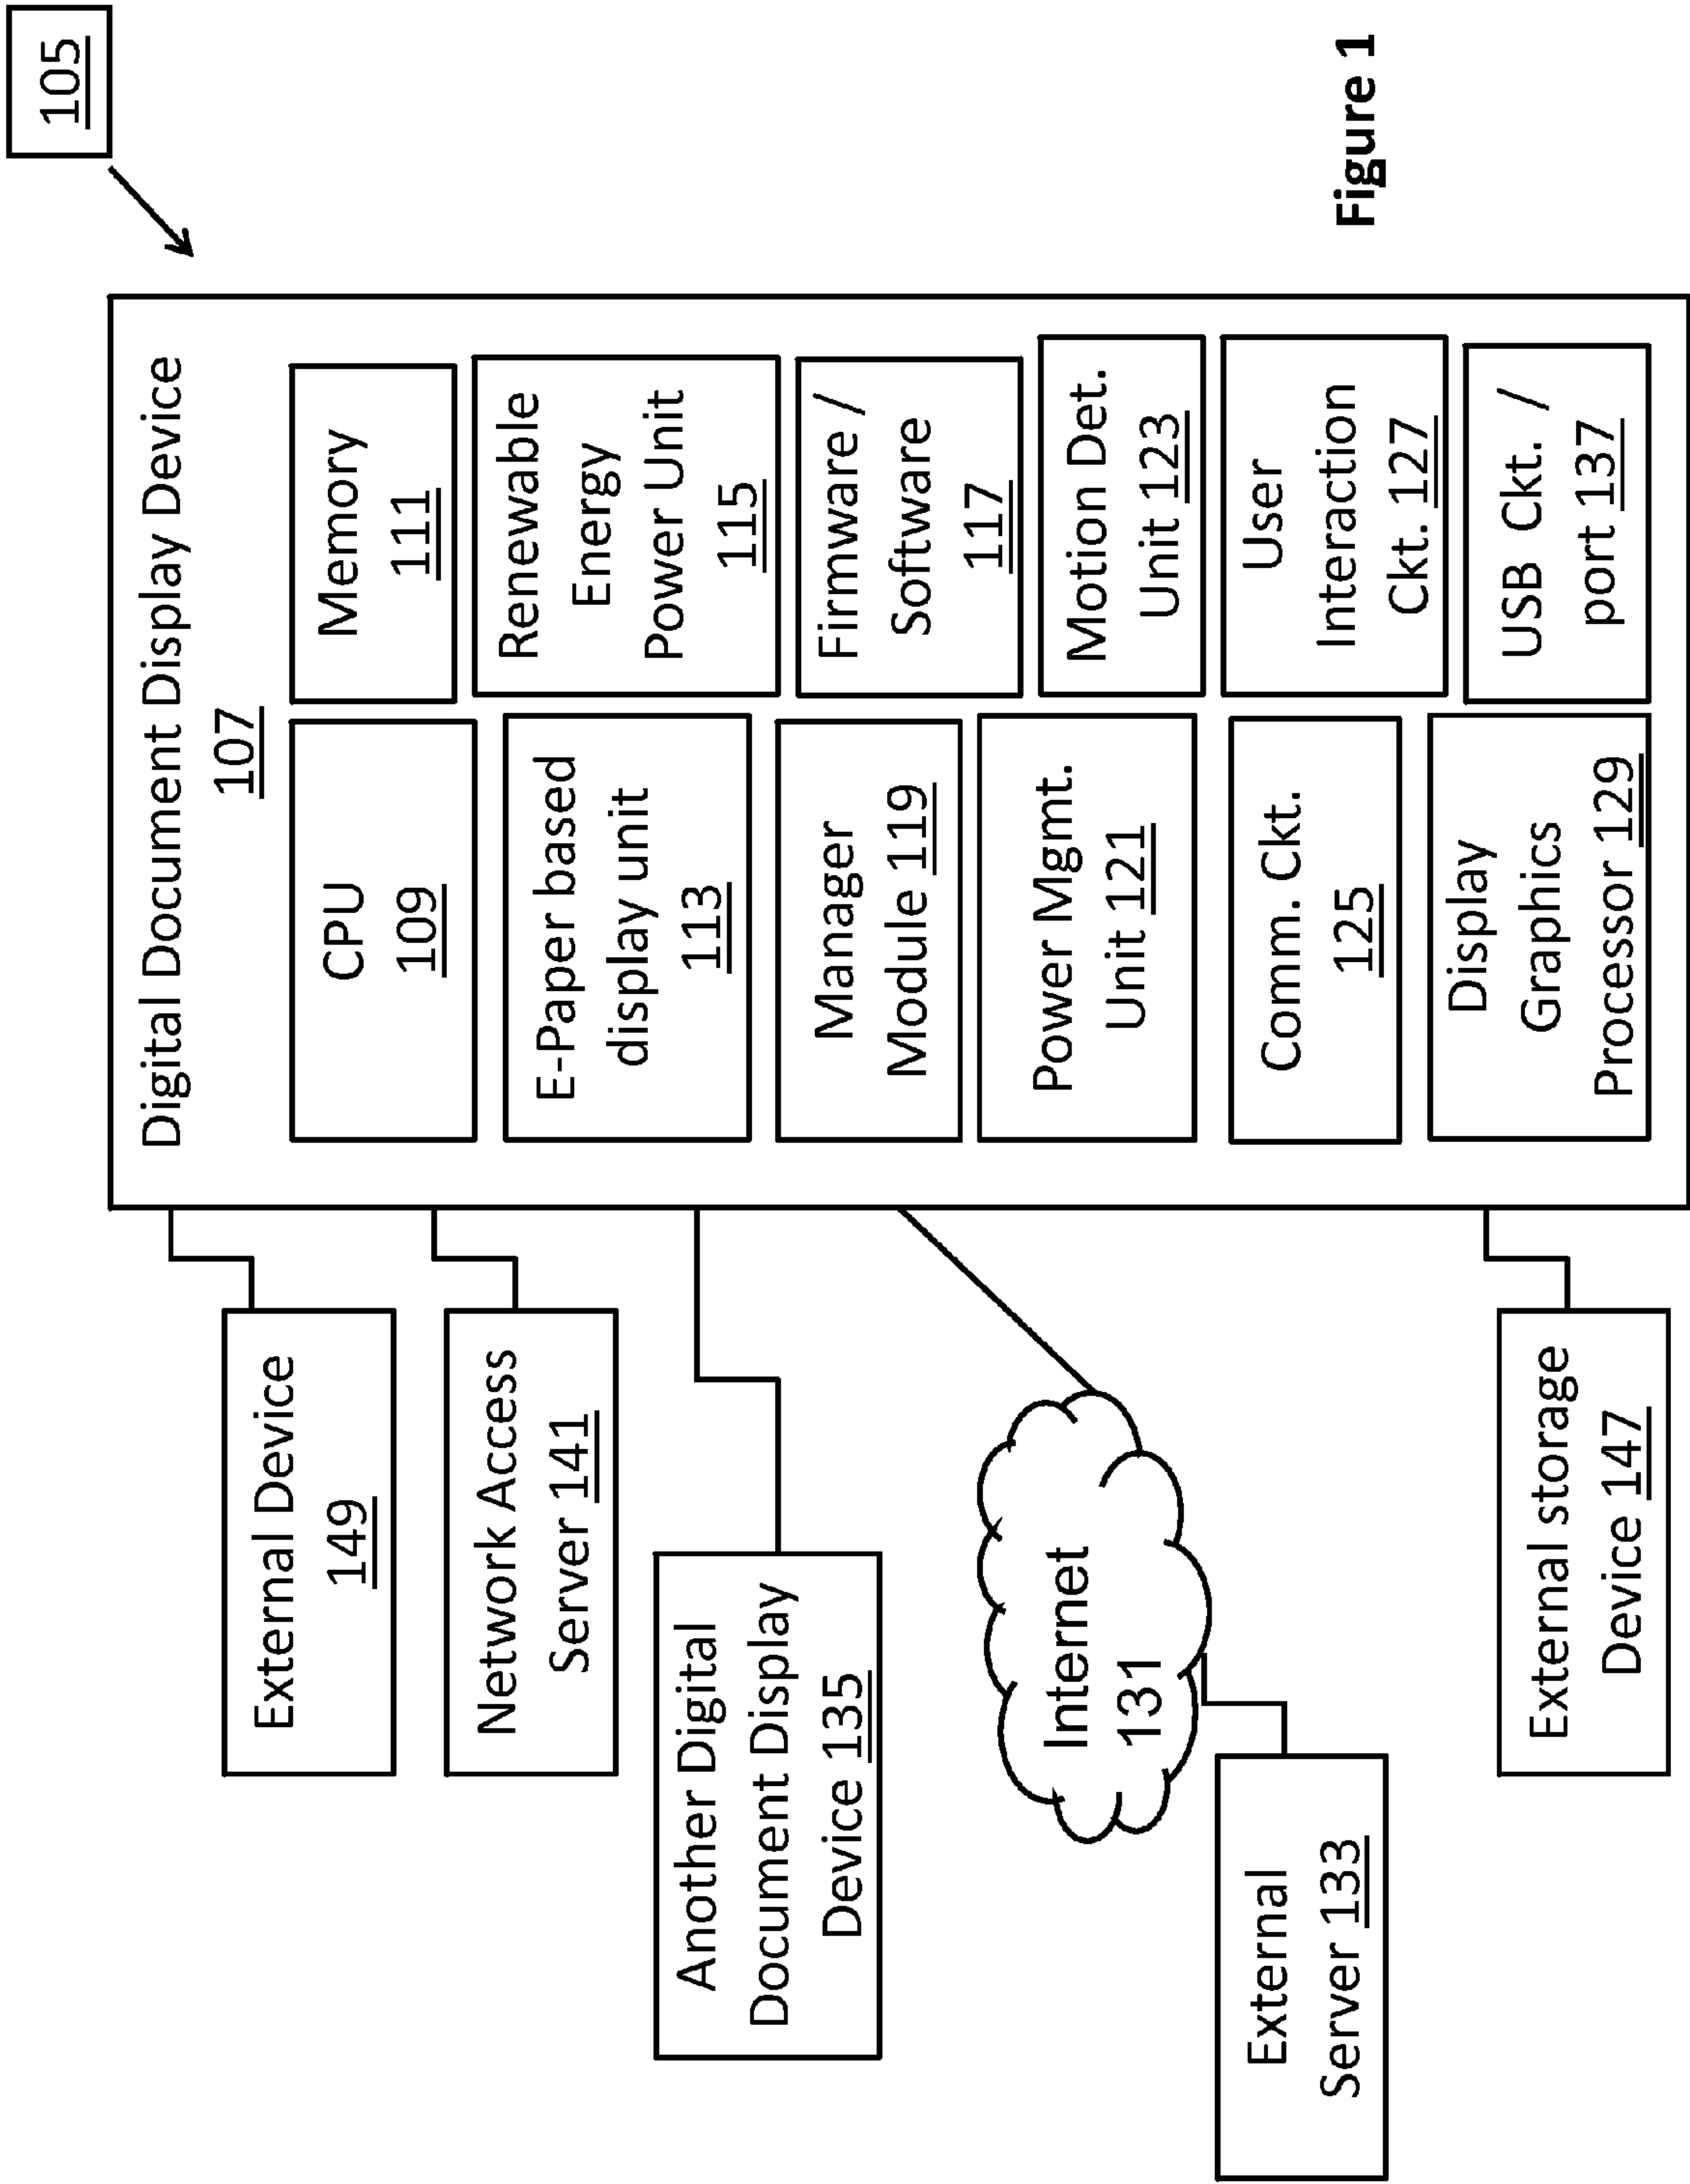 105
Digital Document Display Device
107
CPU
109
Memory
111
E-Paper based
display unit
113
Renewable
Energy
Power Unit
115
Manager
Module 119
Firmware /
Software
117
Power Mgmt.
Unit 121
Motion Det.
Unit 123
Comm. Ckt.
125
User
Interaction
Ckt. 127
Display
Graphics
Processor 129
USB Ckt. /
port 137
External Device
149
Network Access
Server 141
Another Digital
Document Display
Device 135
Internet
131
External
Server 133
External storage
Device 147
Figure 1